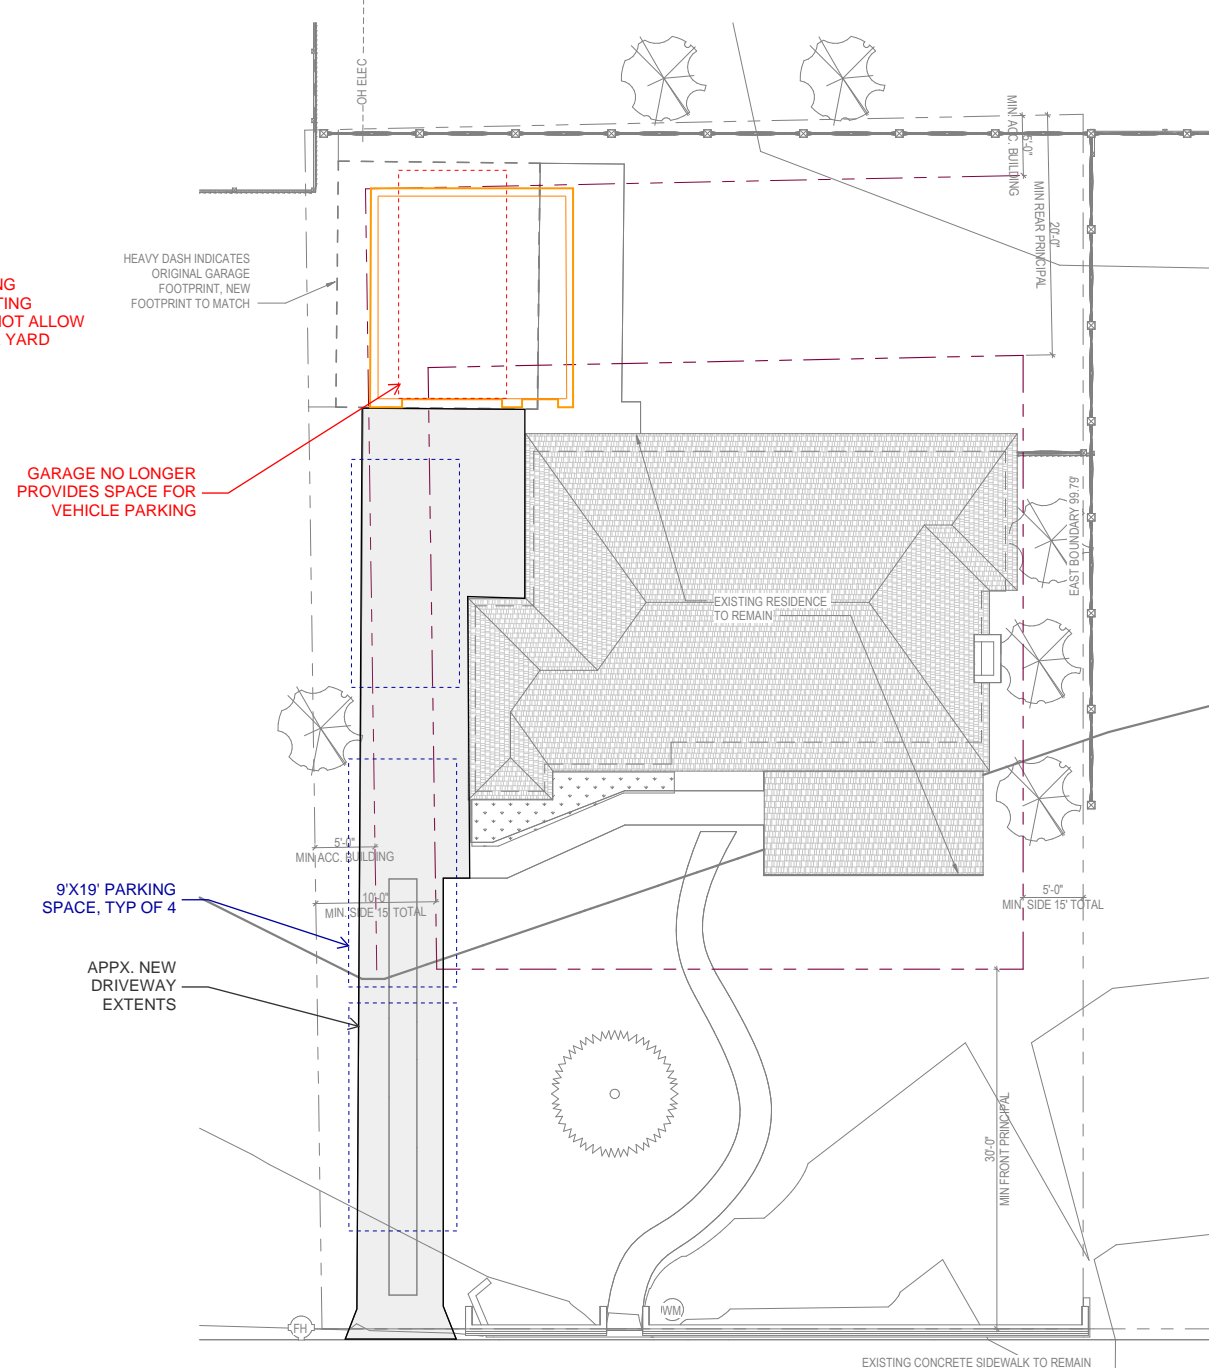 OH ELEC
MIN. ACC. BUILDING
5'-0"
MIN REAR PRINCIPAL
20'-0"
HEAVY DASH INDICATES
ORIGINAL GARAGE
FOOTPRINT, NEW
FOOTPRINT TO MATCH
NOT ALLOW
YARD
GARAGE NO LONGER
PROVIDES SPACE FOR
VEHICLE PARKING
EAST BOUNDARY 99.79'
EXISTING RESIDENCE
TO REMAIN
5'-0"
MIN ACC. BUILDING
9'X19' PARKING
SPACE, TYP OF 4
10'-0"
MIN. SIDE 15' TOTAL
5'-0"
MIN. SIDE 15' TOTAL
APPX. NEW
DRIVEWAY
EXTENTS
30'-0"
MIN FRONT PRINCIPAL
FH
WM
EXISTING CONCRETE SIDEWALK TO REMAIN